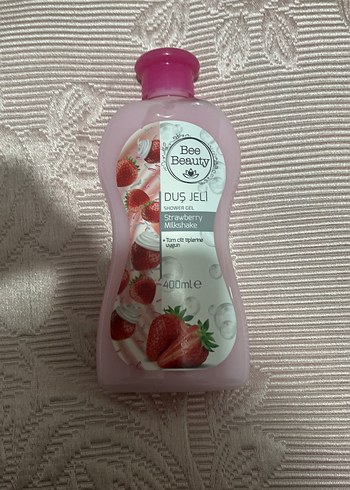 Bee
Beauty
DUŞ JELİ
SHOWER GEL
Strawberry
Milkshake
• Tüm cilt tiplerine
uygun
400ml ℮